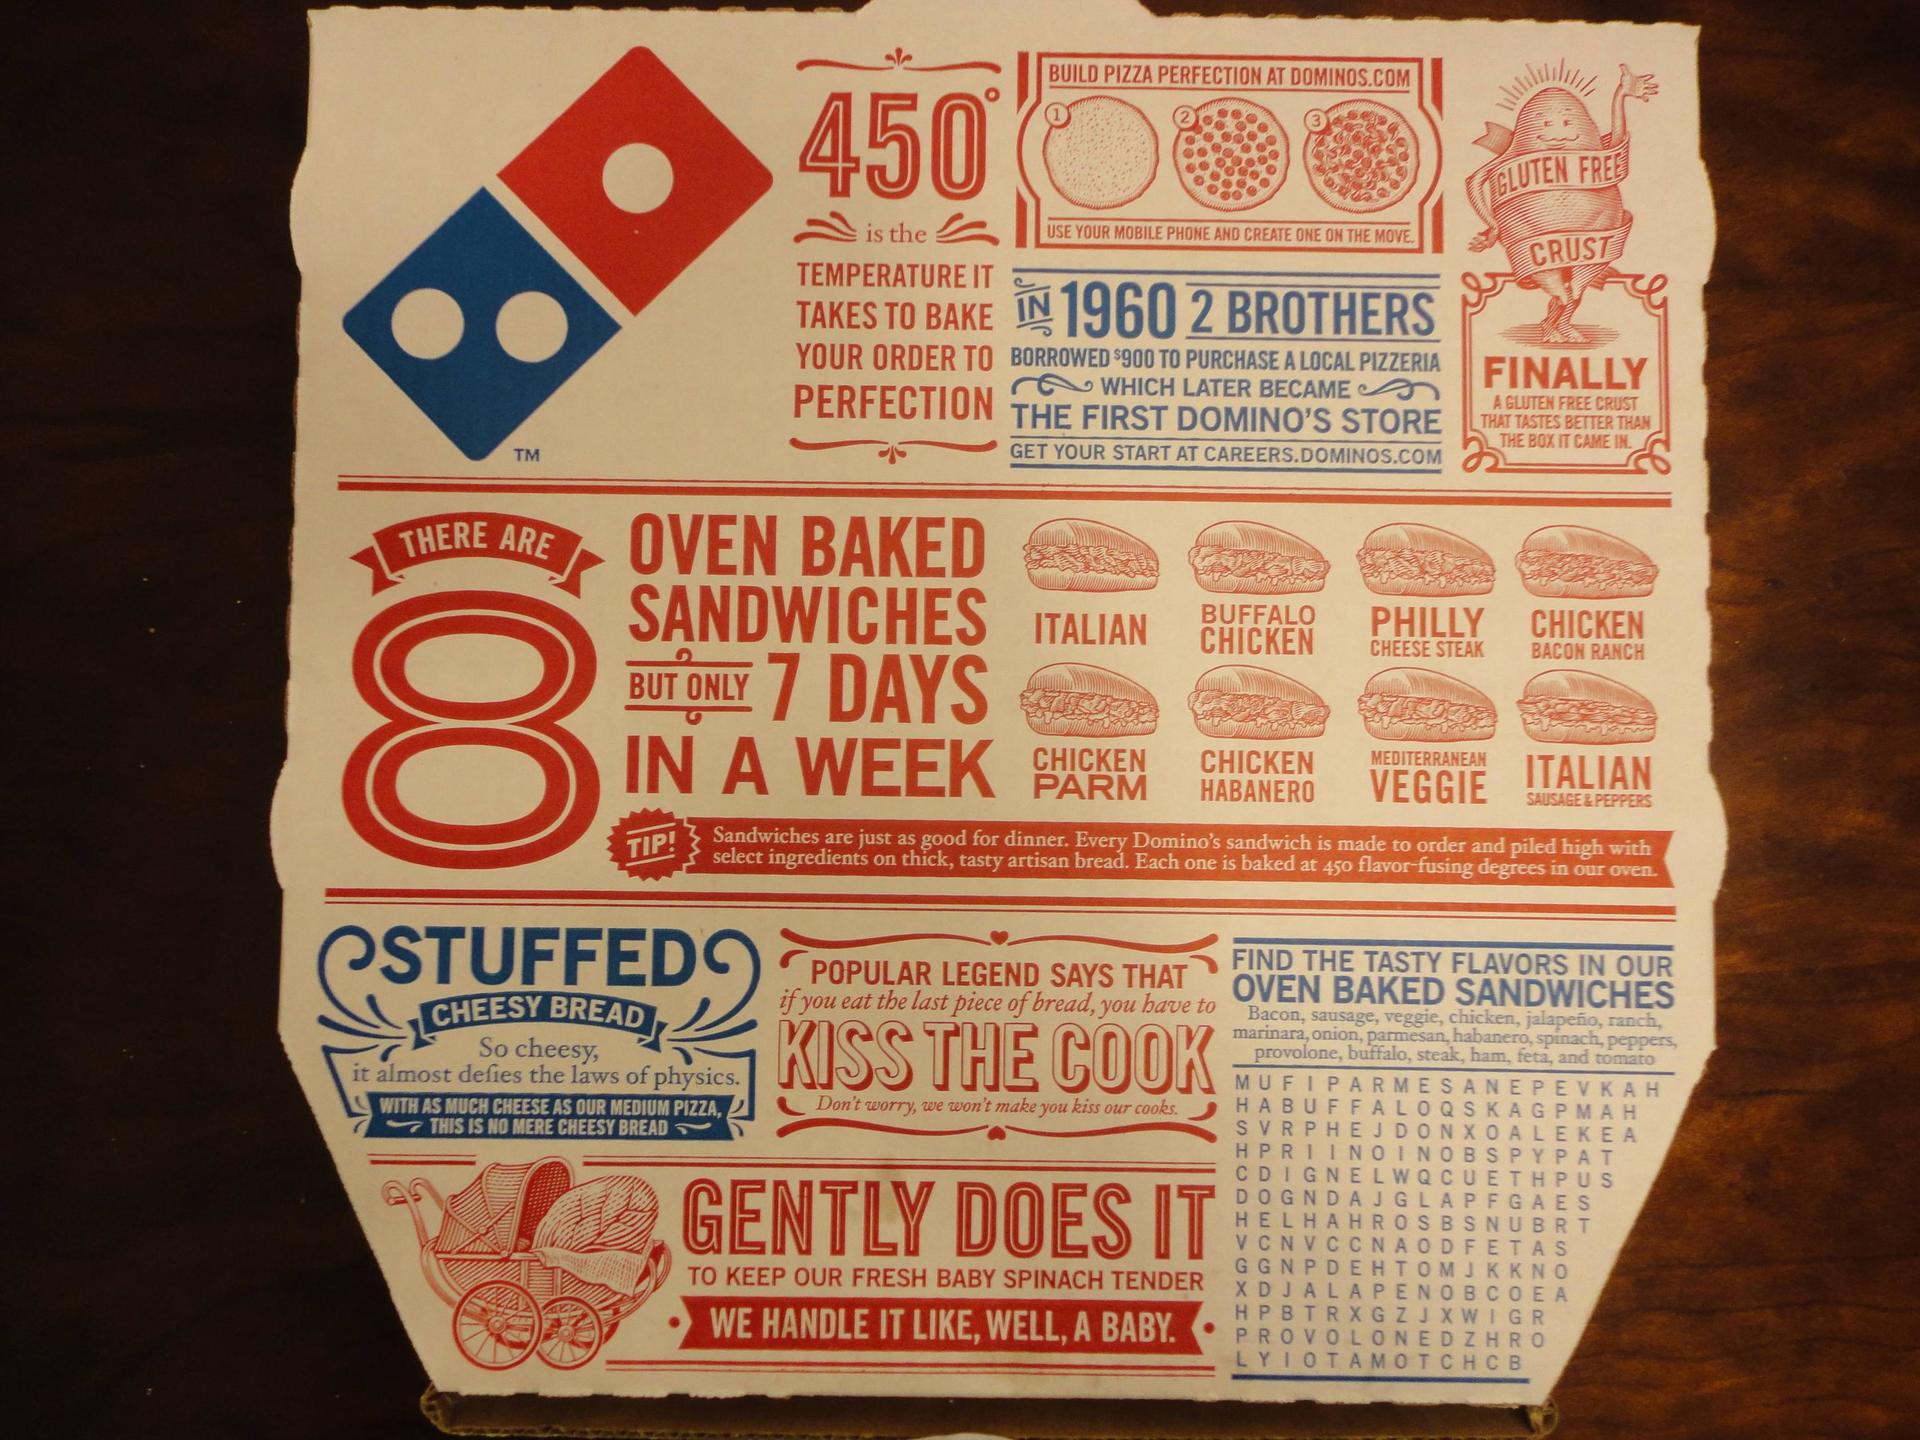 TM
450°
is the
TEMPERATURE IT
TAKES TO BAKE
YOUR ORDER TO
PERFECTION
BUILD PIZZA PERFECTION AT DOMINOS.COM
1 2 3
USE YOUR MOBILE PHONE AND CREATE ONE ON THE MOVE.
IN 1960 2 BROTHERS
BORROWED $900 TO PURCHASE A LOCAL PIZZERIA
WHICH LATER BECAME
THE FIRST DOMINO'S STORE
GET YOUR START AT CAREERS.DOMINOS.COM
GLUTEN FREE
CRUST
FINALLY
A GLUTEN FREE CRUST
THAT TASTES BETTER THAN
THE BOX IT CAME IN.
THERE ARE
8
OVEN BAKED
SANDWICHES
BUT ONLY 7 DAYS
IN A WEEK
ITALIAN
BUFFALO
CHICKEN
PHILLY
CHEESE STEAK
CHICKEN
BACON RANCH
CHICKEN
PARM
CHICKEN
HABANERO
MEDITERRANEAN
VEGGIE
ITALIAN
SAUSAGE & PEPPERS
TIP!
Sandwiches are just as good for dinner. Every Domino's sandwich is made to order and piled high with
select ingredients on thick, tasty artisan bread. Each one is baked at 450 flavor-fusing degrees in our oven.
STUFFED
CHEESY BREAD
So cheesy,
it almost defies the laws of physics.
WITH AS MUCH CHEESE AS OUR MEDIUM PIZZA,
THIS IS NO MERE CHEESY BREAD
POPULAR LEGEND SAYS THAT
if you eat the last piece of bread, you have to
KISS THE COOK
Don't worry, we won't make you kiss our cooks.
GENTLY DOES IT
TO KEEP OUR FRESH BABY SPINACH TENDER
WE HANDLE IT LIKE, WELL, A BABY.
FIND THE TASTY FLAVORS IN OUR
OVEN BAKED SANDWICHES
Bacon, sausage, veggie, chicken, jalapeño, ranch,
marinara, onion, parmesan, habanero, spinach, peppers,
provolone, buffalo, steak, ham, feta, and tomato
M U F I P A R M E S A N E P E V K A H
H A B U F F A L O Q S K A G P M A H
S V R P H E J D O N X O A L E K E A
H P R I I N O I N O B S P Y P A T
C D I G N E L W Q C U E T H P U S
D O G N D A J G L A P F G A E S
H E L H A H R O S B S N U B R T
V C N V C C N A O D F E T A S
G G N P D E H T O M J K K N O
X D J A L A P E N O B C O E A
H P B T R X G Z J X W I G R
P R O V O L O N E D Z H R O
L Y I O T A M O T C H C B